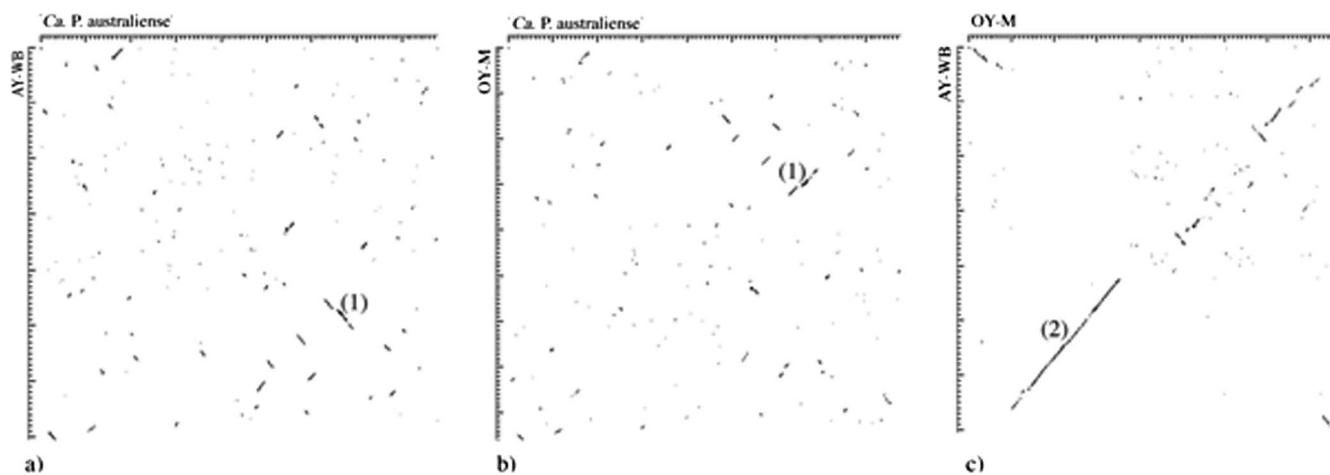 'Ca. P. australiense'
AY-WB
(1)
a)
'Ca. P. australiense'
OY-M
(1)
b)
OY-M
AY-WB
(2)
c)